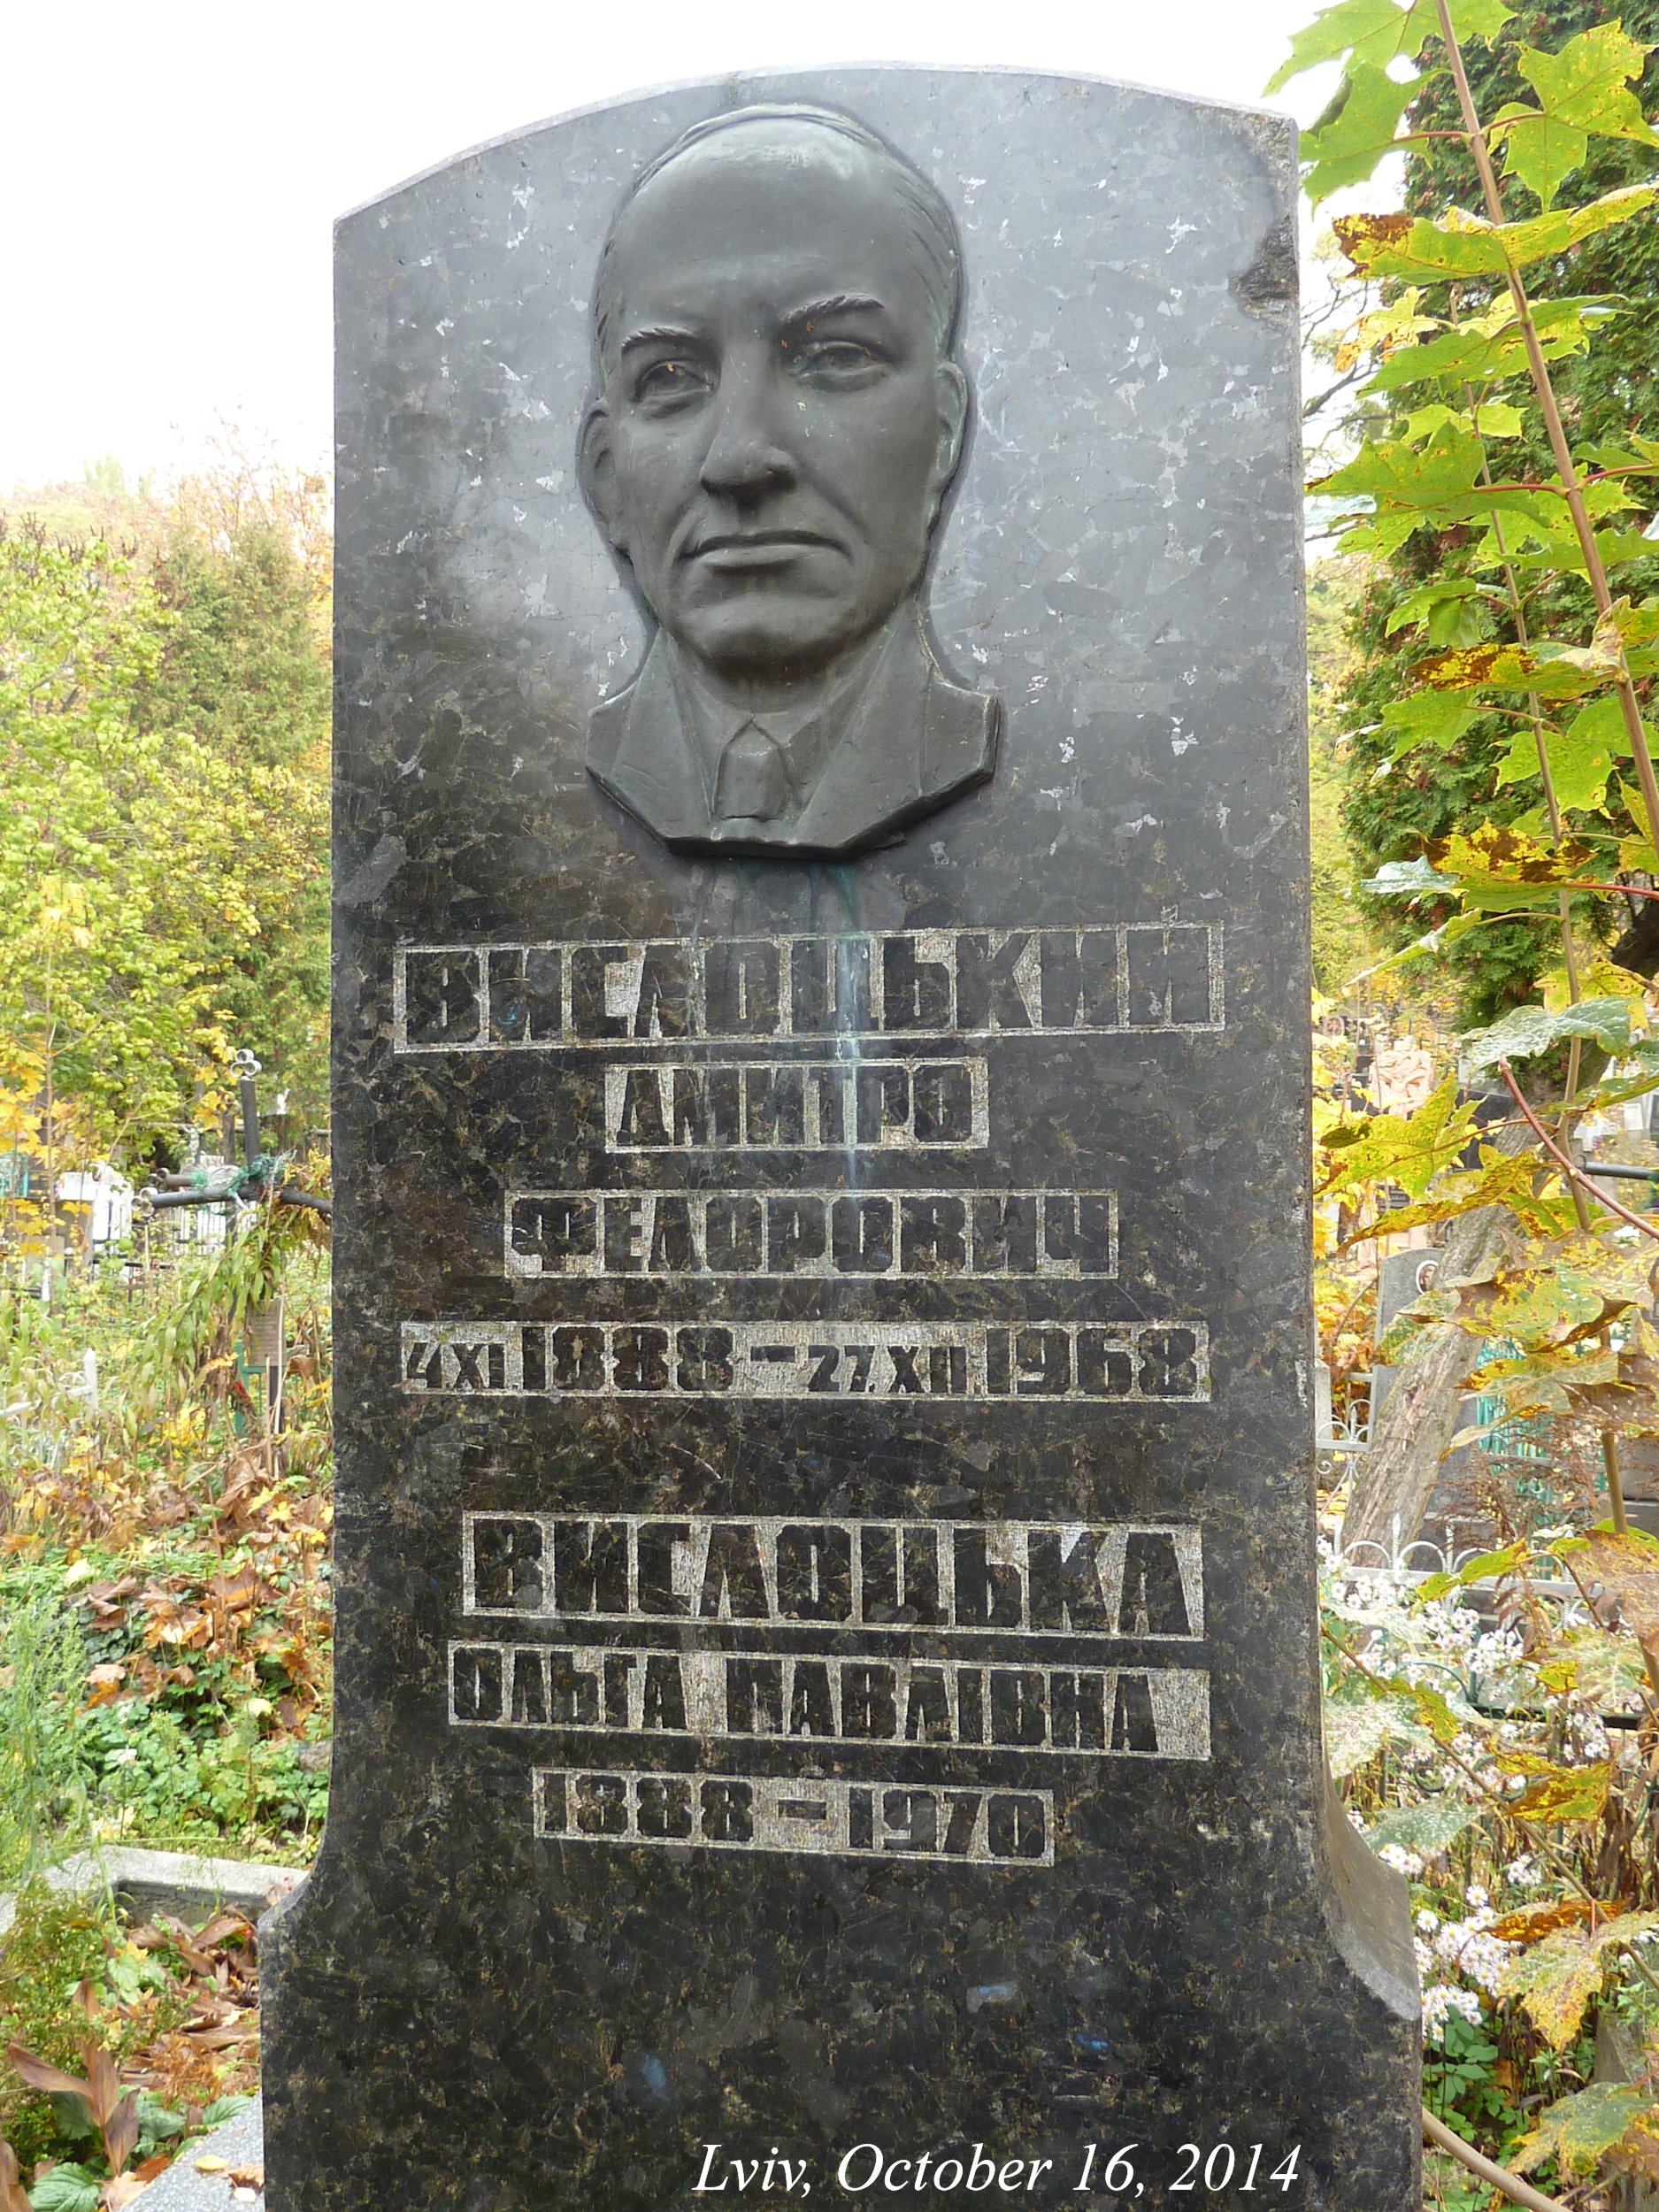 ВИСЛОЦЬКИЙ
ДМИТРО
ФЕДОРОВИЧ
4 XI 1888 – 27. XII. 1968
ВИСЛОЦЬКА
ОЛЬГА ПАВЛІВНА
1888 – 1970
Lviv, October 16, 2014